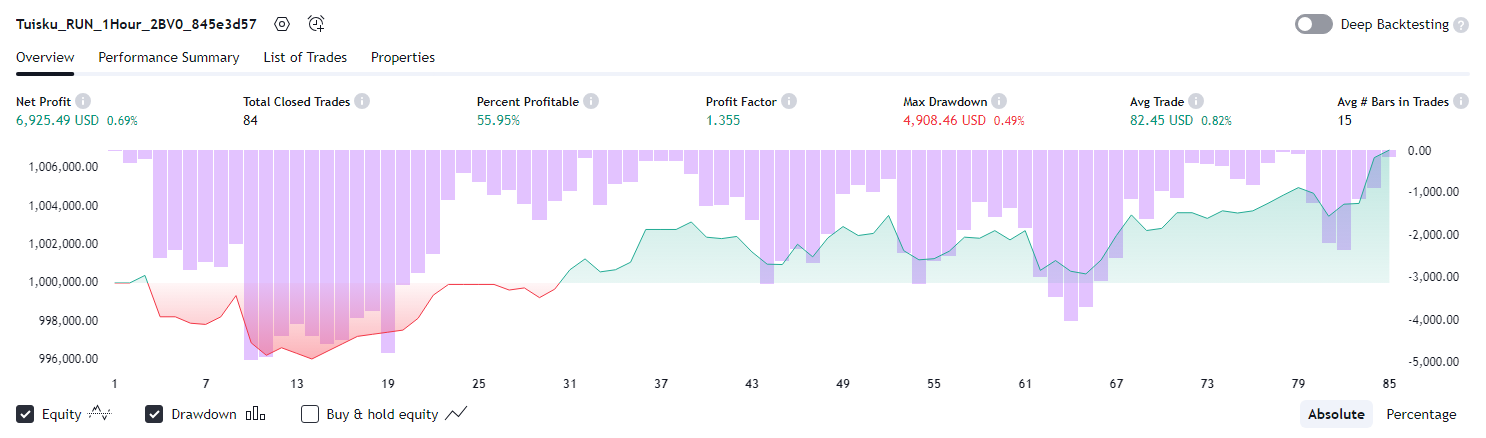 Tuisku_RUN_1Hour_2BV0_845e3d57
Deep Backtesting
Overview Performance Summary List of Trades Properties
Net Profit Total Closed Trades Percent Profitable Profit Factor Max Drawdown Avg Trade Avg # Bars in Trades
6,925.49 USD 0.69% 84 55.95% 1.355 4,908.46 USD 0.49% 82.45 USD 0.82% 15
1,006,000.00 0.00
1,004,000.00 -1,000.00
1,002,000.00 -2,000.00
1,000,000.00 -3,000.00
998,000.00 -4,000.00
996,000.00 -5,000.00
1 7 13 19 25 31 37 43 49 55 61 67 73 79 85
Equity Drawdown Buy & hold equity Absolute Percentage